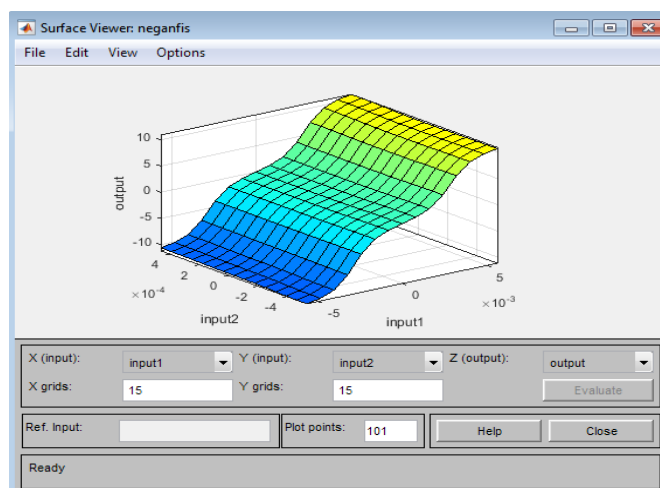 Surface Viewer: neganfis
File Edit View Options
10
5
0
-5
-10
output
4 2 0 -2 -4
×10⁻⁴
input2
-5 0 5
×10⁻³
input1
X (input): input1 Y (input): input2 Z (output): output
X grids: 15 Y grids: 15 Evaluate
Ref. Input: Plot points: 101 Help Close
Ready